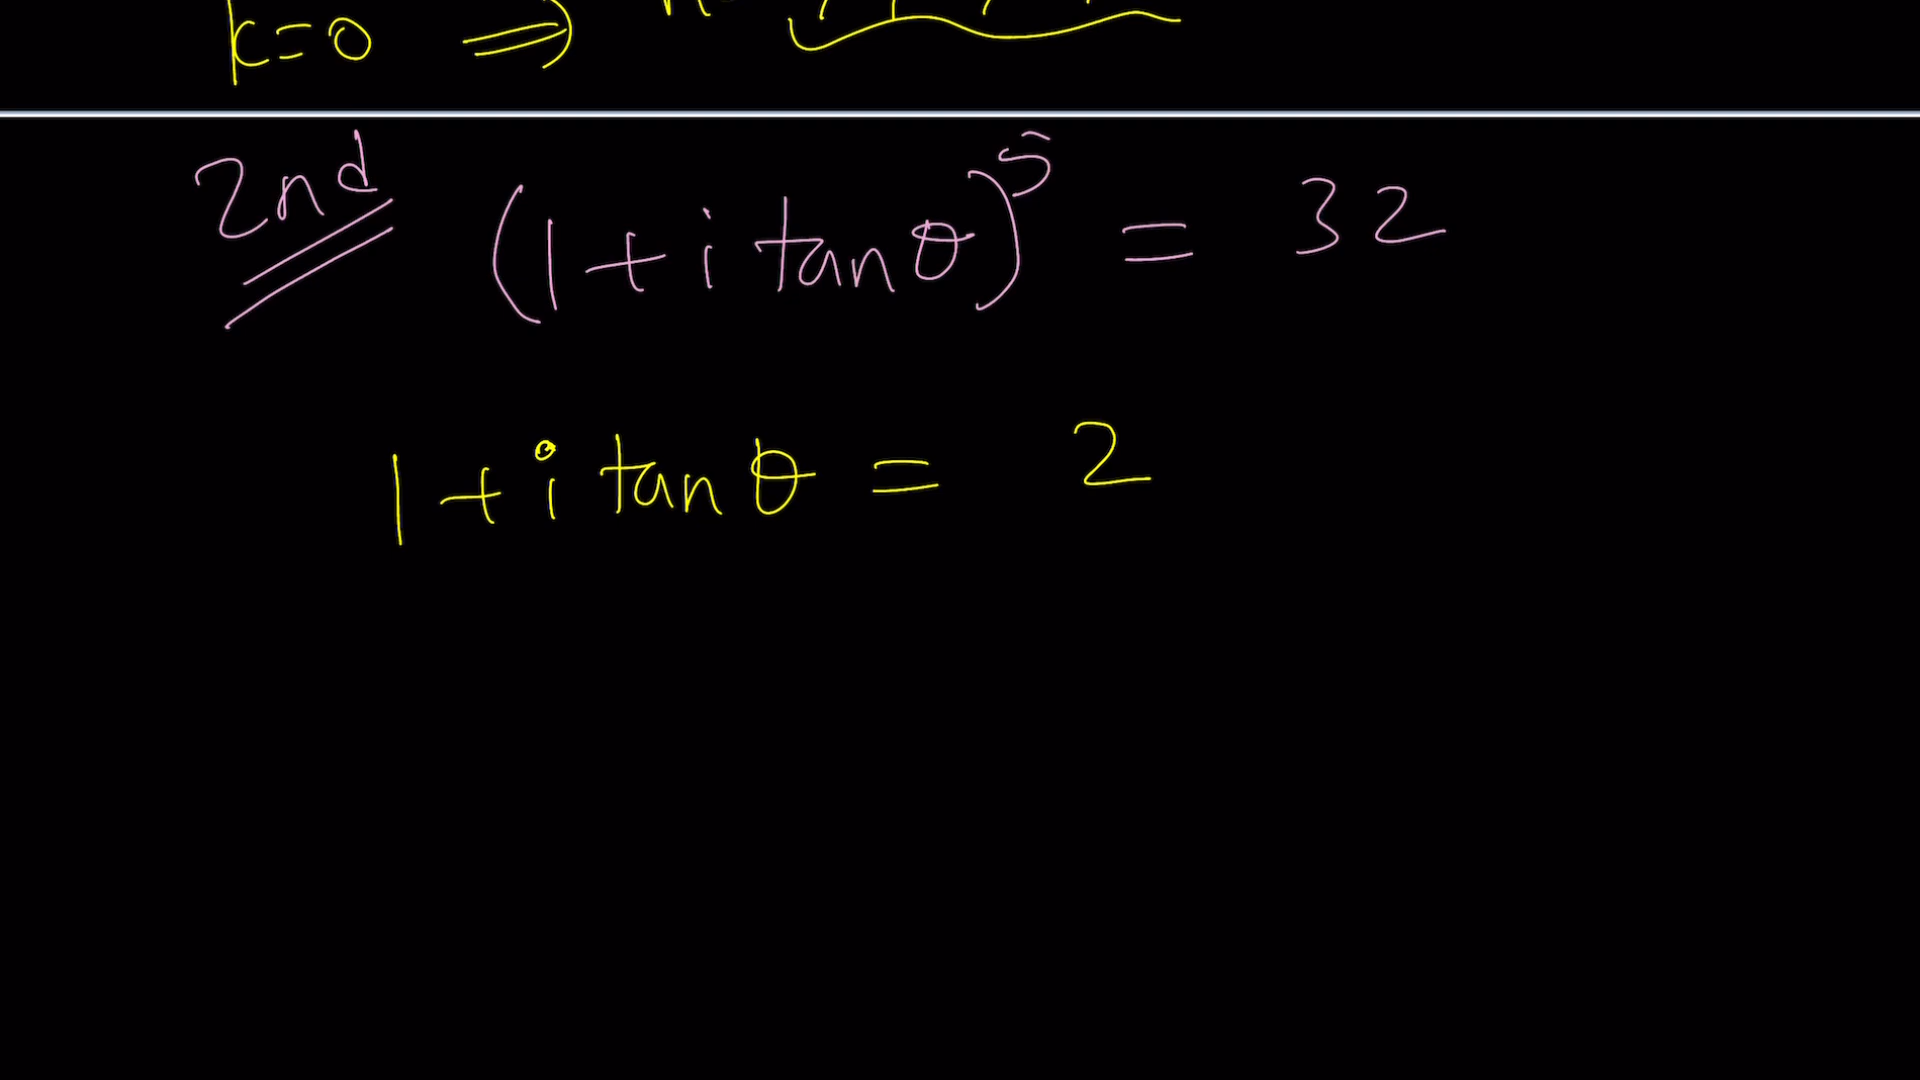 k=0 ⇒
2nd (1+i tanθ)⁵ = 32
1+i tanθ = 2